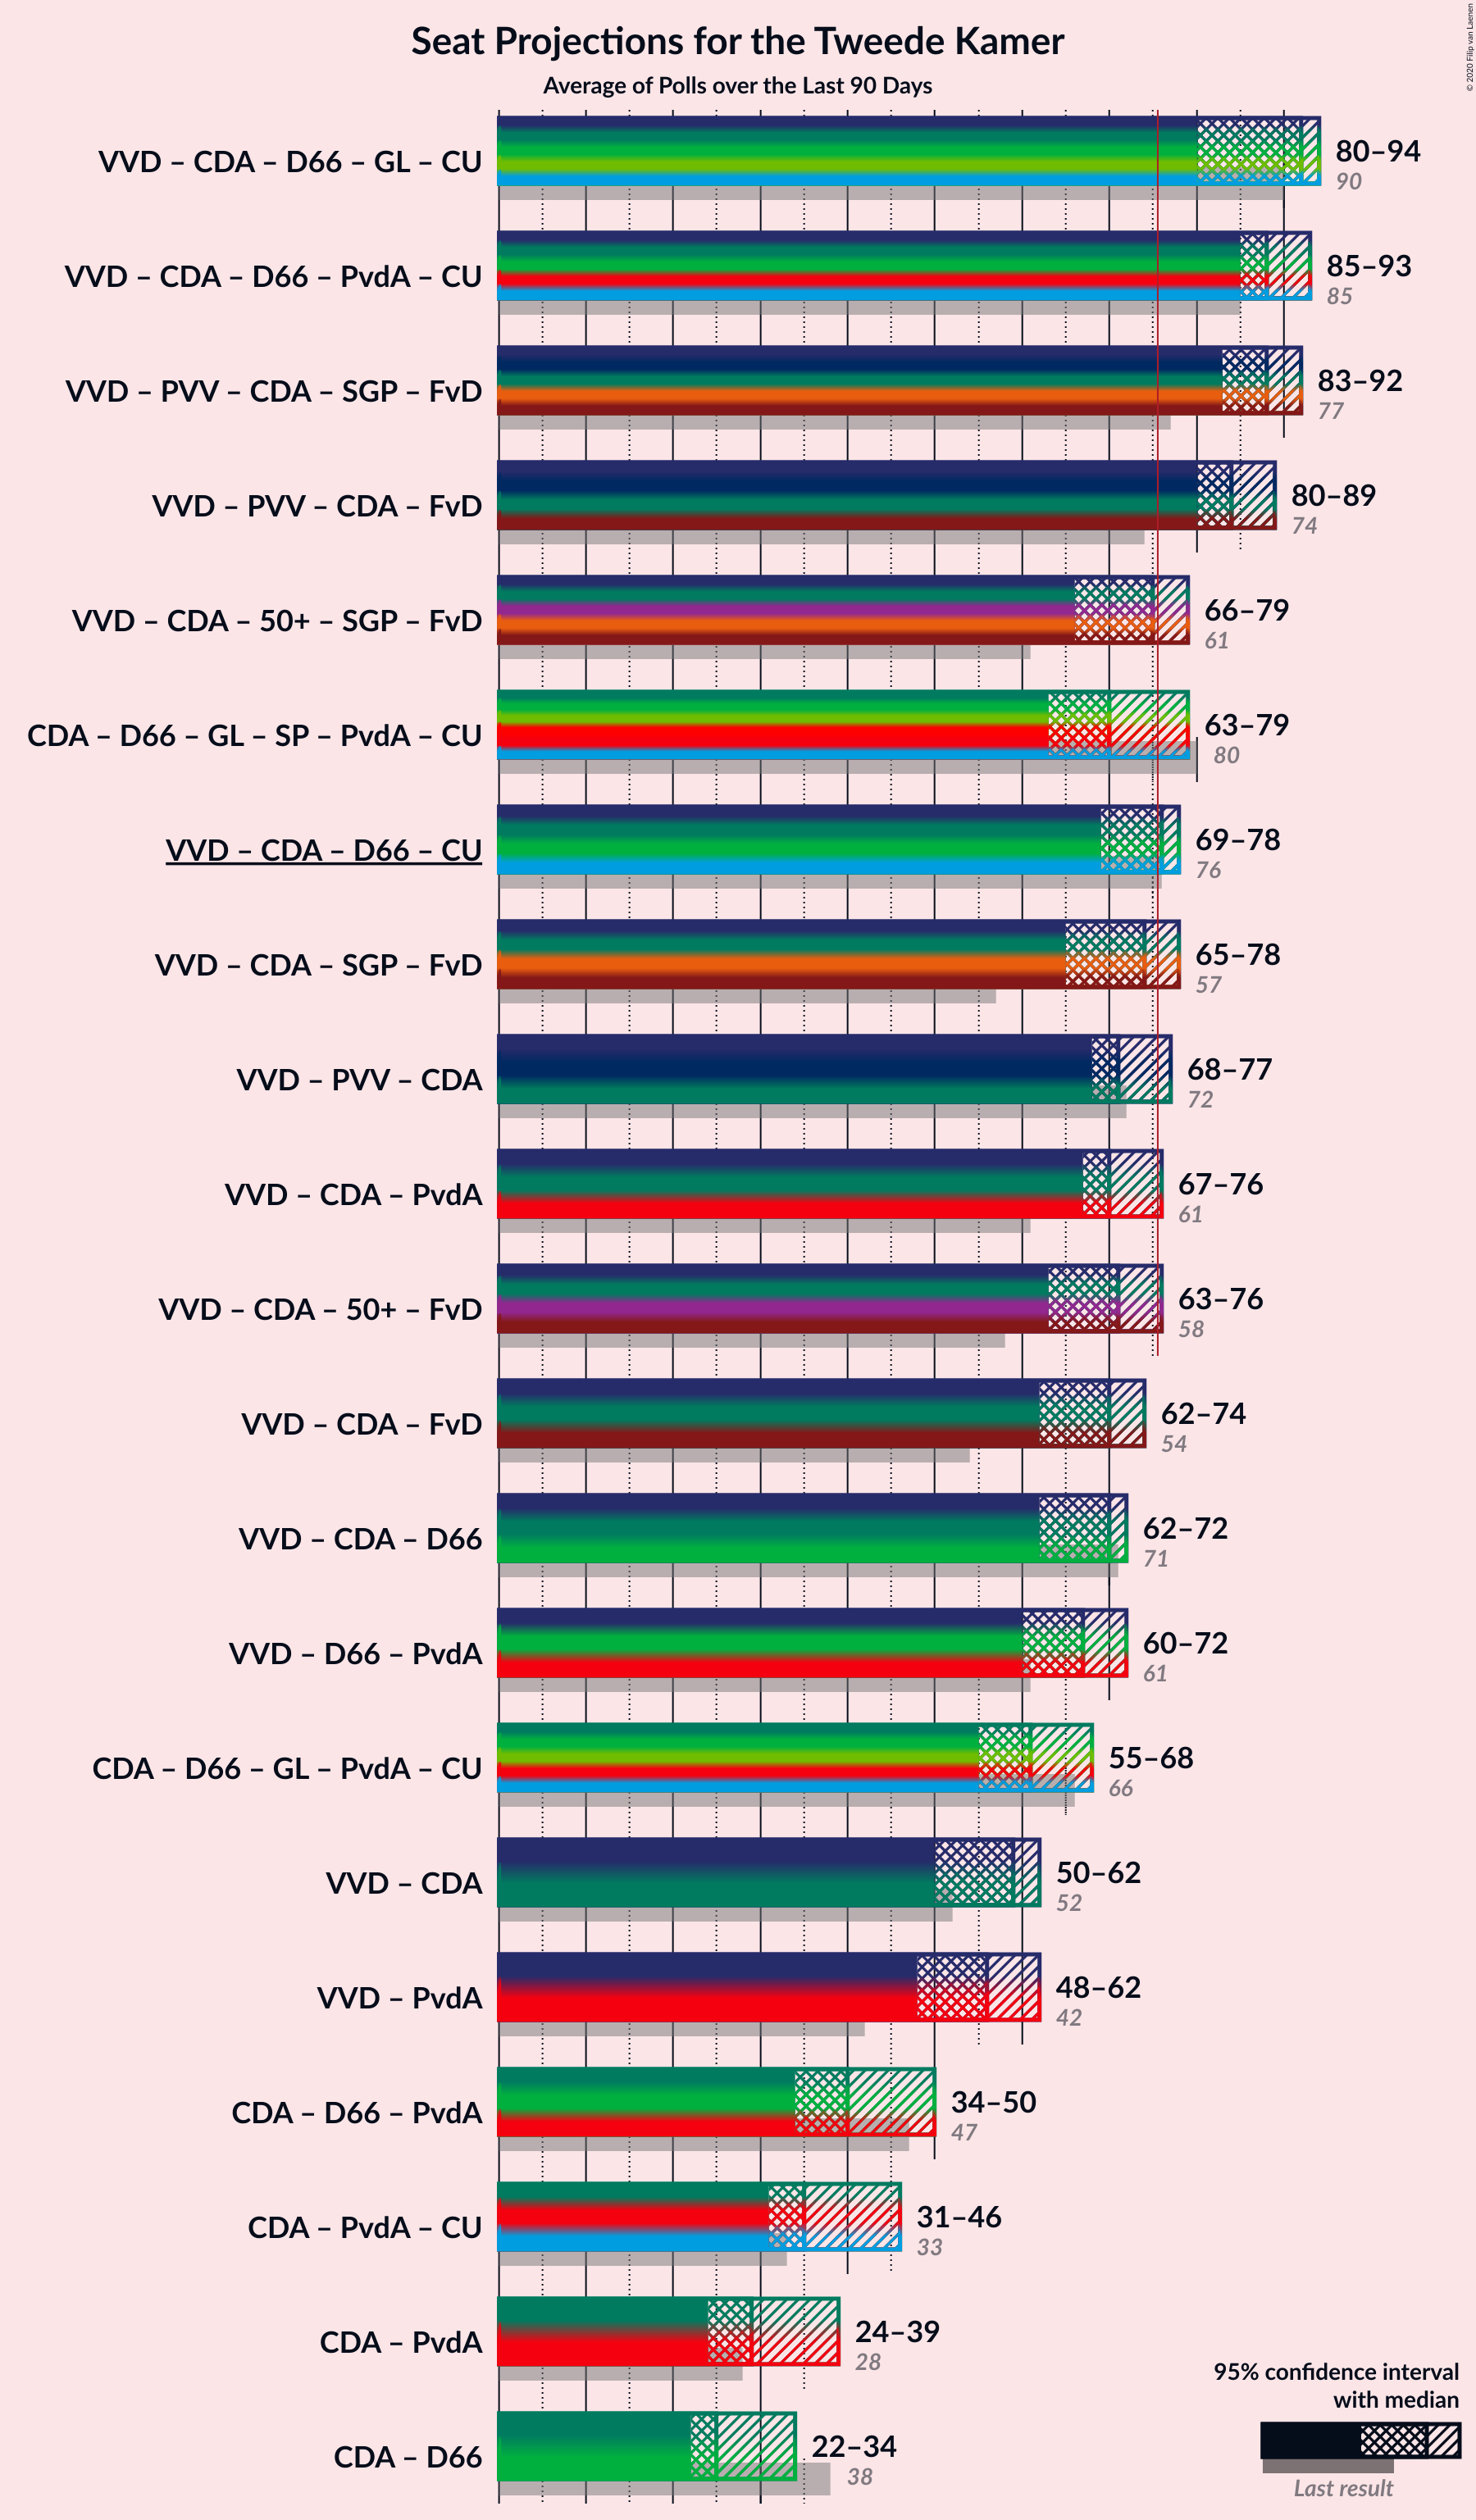 Seat Projections for the Tweede Kamer
Average of Polls over the Last 90 Days
© 2020 Filip van Laenen
VVD – CDA – D66 – GL – CU
80–94
90
VVD – CDA – D66 – PvdA – CU
85–93
85
VVD – PVV – CDA – SGP – FvD
83–92
77
VVD – PVV – CDA – FvD
80–89
74
VVD – CDA – 50+ – SGP – FvD
66–79
61
CDA – D66 – GL – SP – PvdA – CU
63–79
80
VVD – CDA – D66 – CU
69–78
76
VVD – CDA – SGP – FvD
65–78
57
VVD – PVV – CDA
68–77
72
VVD – CDA – PvdA
67–76
61
VVD – CDA – 50+ – FvD
63–76
58
VVD – CDA – FvD
62–74
54
VVD – CDA – D66
62–72
71
VVD – D66 – PvdA
60–72
61
CDA – D66 – GL – PvdA – CU
55–68
66
VVD – CDA
50–62
52
VVD – PvdA
48–62
42
CDA – D66 – PvdA
34–50
47
CDA – PvdA – CU
31–46
33
CDA – PvdA
24–39
28
CDA – D66
22–34
38
95% confidence interval
with median
Last result